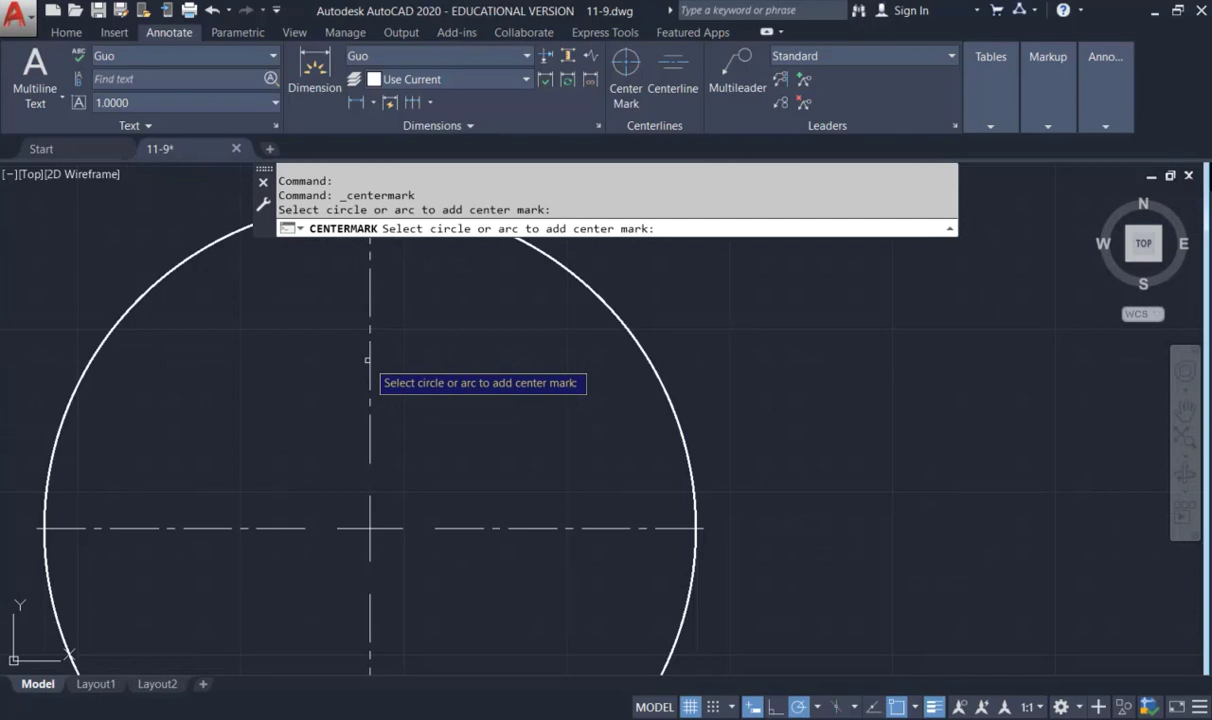 Autodesk AutoCAD 2020 - EDUCATIONAL VERSION 11-9.dwg
Type a keyword or phrase
Sign In
Home Insert Annotate Parametric View Manage Output Add-ins Collaborate Express Tools Featured Apps
Multiline Text
ABC
Guo
Find text
A 1.0000
Text
Dimension
Guo
Use Current
Dimensions
Center Mark
Centerline
Centerlines
Multileader
Standard
Leaders
Tables
Markup
Anno...
Start
11-9*
[−][Top][2D Wireframe]
Command:
Command: _centermark
Select circle or arc to add center mark:
CENTERMARK Select circle or arc to add center mark:
N
W TOP E
S
WCS
Select circle or arc to add center mark:
Y
X
Model Layout1 Layout2
MODEL
1:1